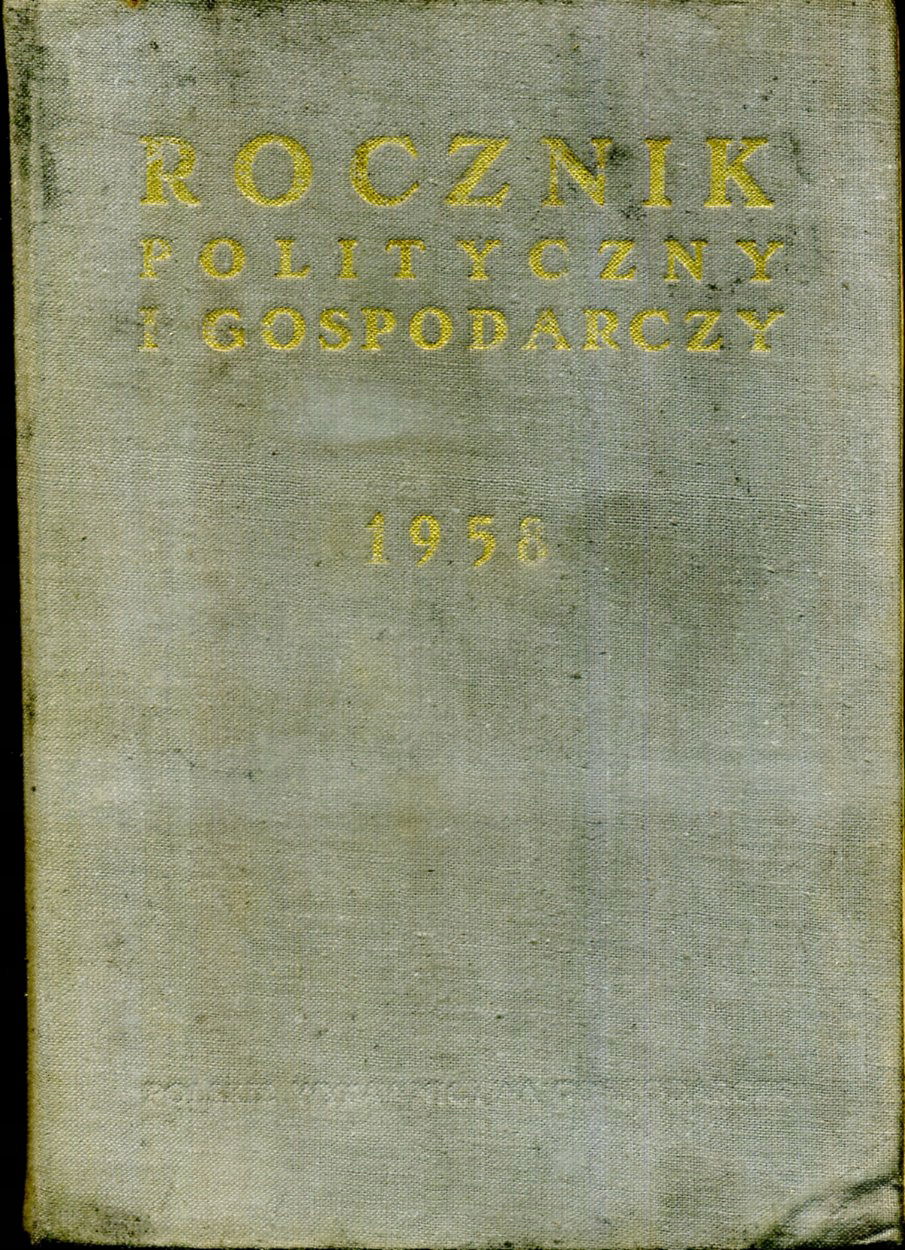 ROCZNIK
POLITYCZNY
I GOSPODARCZY
1958